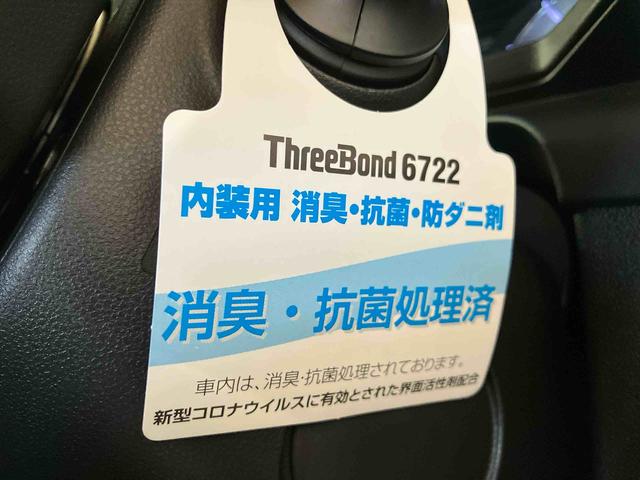 ThreeBond 6722
内装用 消臭・抗菌・防ダニ剤
消臭・抗菌処理済
車内は、消臭・抗菌処理されております。
新型コロナウイルスに有効とされた界面活性剤配合